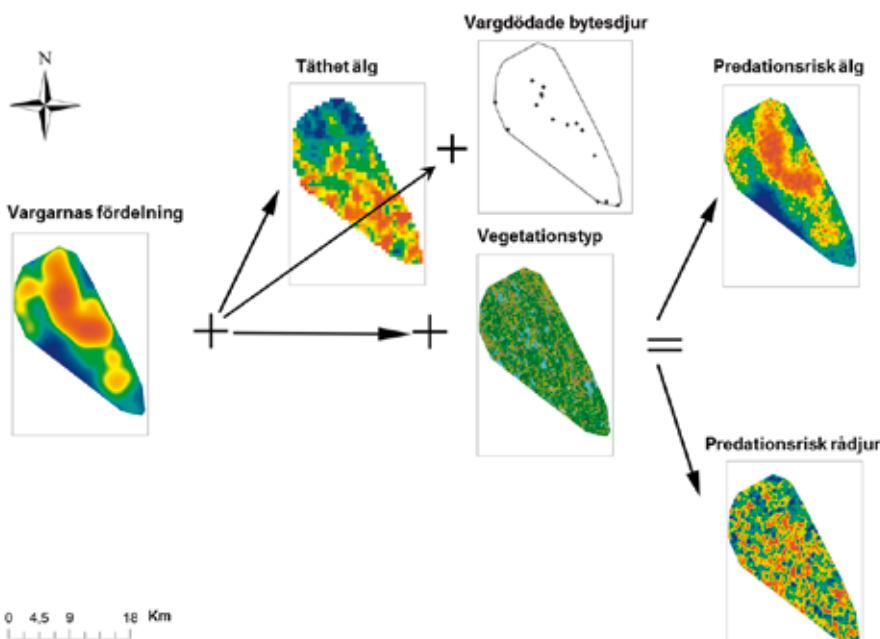 Vargdödade bytesdjur
N
Täthet älg
Predationsrisk älg
+
Vargarnas fördelning
Vegetationstyp
+
+
=
Predationsrisk rådjur
0 4,5 9 18 Km